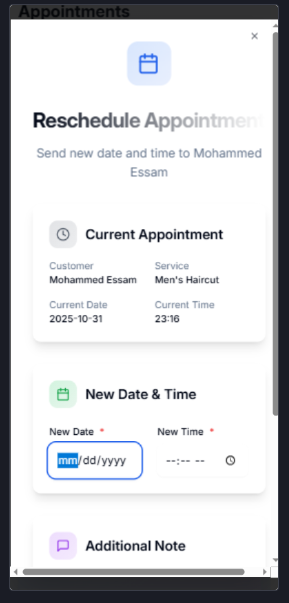 Appointments
×
Reschedule Appointmen
Send new date and time to Mohammed
Essam
Current Appointment
Customer
Mohammed Essam
Service
Men's Haircut
Current Date
2025-10-31
Current Time
23:16
New Date & Time
New Date *
mm/dd/yyyy
New Time *
--:-- --
Additional Note